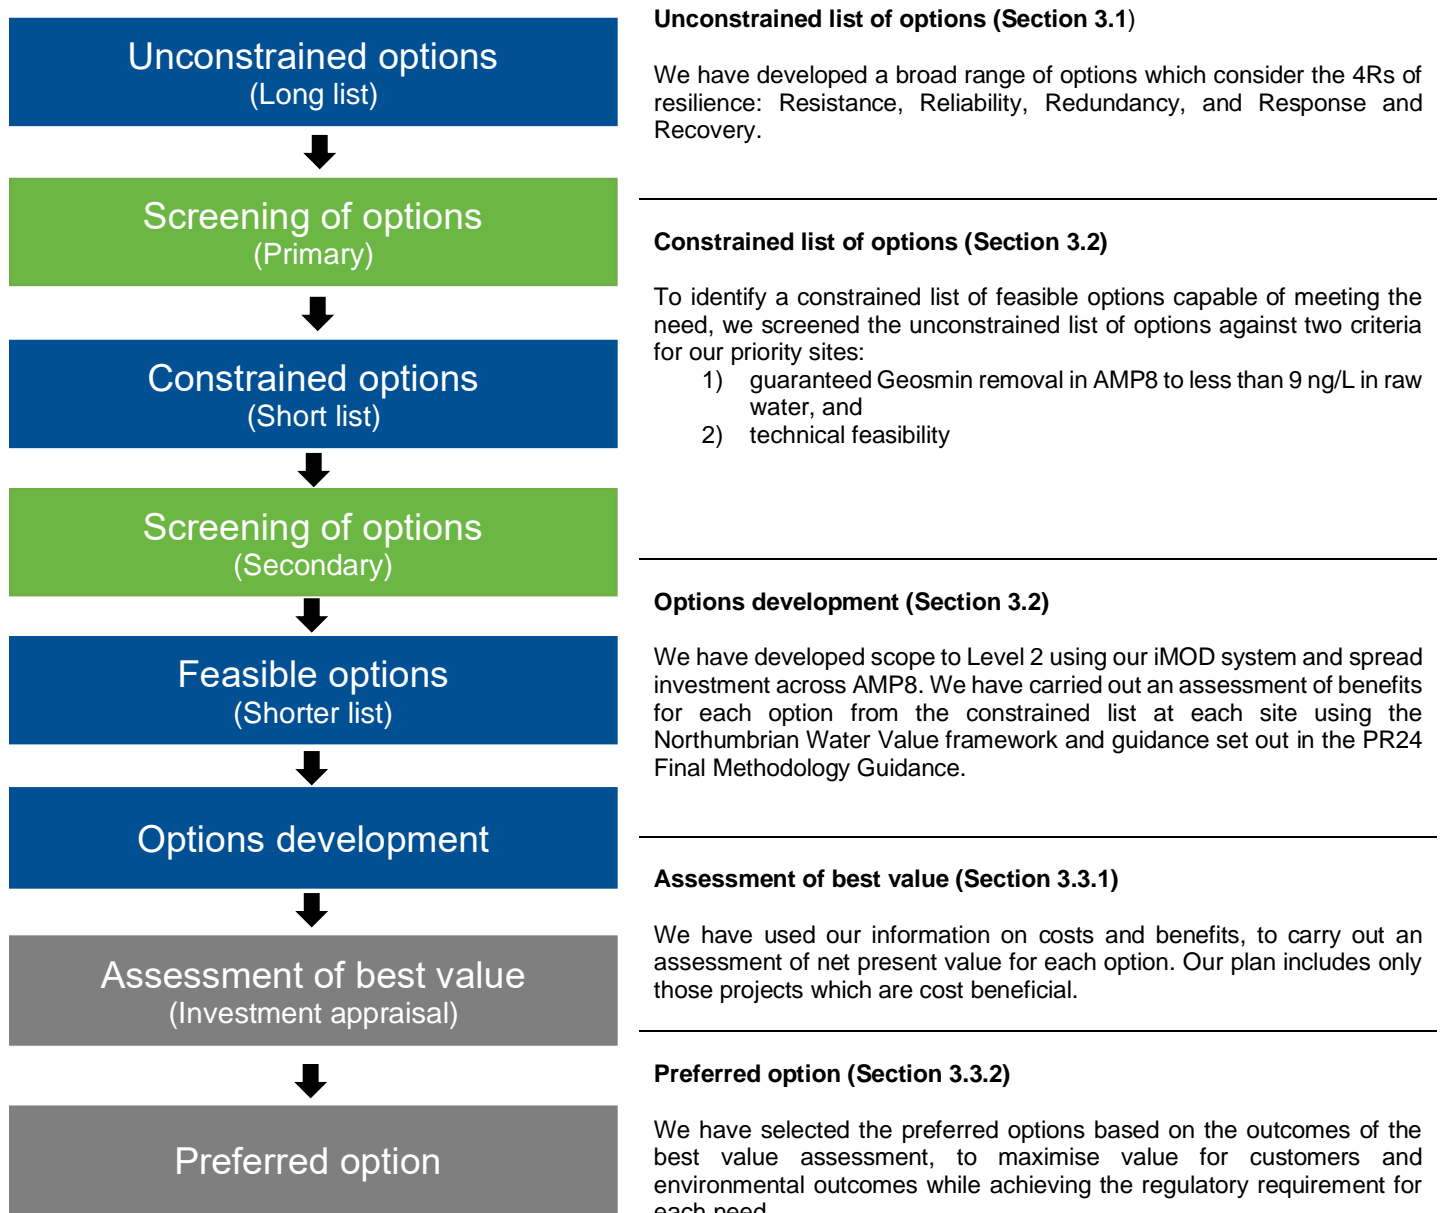 Unconstrained options
(Long list)
Screening of options
(Primary)
Constrained options
(Short list)
Screening of options
(Secondary)
Feasible options
(Shorter list)
Options development
Assessment of best value
(Investment appraisal)
Preferred option
Unconstrained list of options (Section 3.1)
We have developed a broad range of options which consider the 4Rs of
resilience: Resistance, Reliability, Redundancy, and Response and
Recovery.
Constrained list of options (Section 3.2)
To identify a constrained list of feasible options capable of meeting the
need, we screened the unconstrained list of options against two criteria
for our priority sites:
1) guaranteed Geosmin removal in AMP8 to less than 9 ng/L in raw
water, and
2) technical feasibility
Options development (Section 3.2)
We have developed scope to Level 2 using our iMOD system and spread
investment across AMP8. We have carried out an assessment of benefits
for each option from the constrained list at each site using the
Northumbrian Water Value framework and guidance set out in the PR24
Final Methodology Guidance.
Assessment of best value (Section 3.3.1)
We have used our information on costs and benefits, to carry out an
assessment of net present value for each option. Our plan includes only
those projects which are cost beneficial.
Preferred option (Section 3.3.2)
We have selected the preferred options based on the outcomes of the
best value assessment, to maximise value for customers and
environmental outcomes while achieving the regulatory requirement for
each need